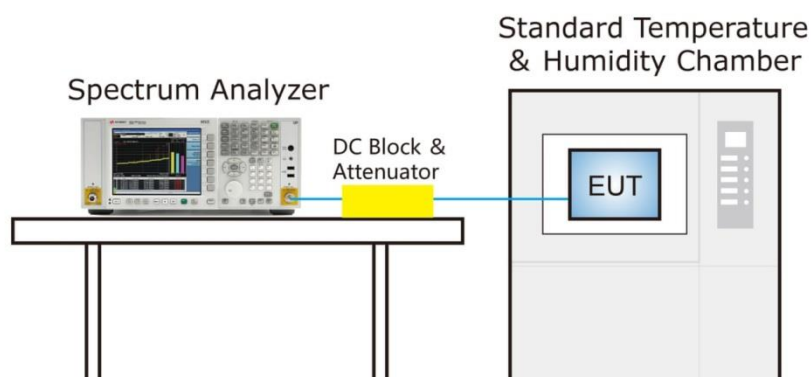 Standard Temperature
& Humidity Chamber
Spectrum Analyzer
DC Block &
Attenuator
EUT